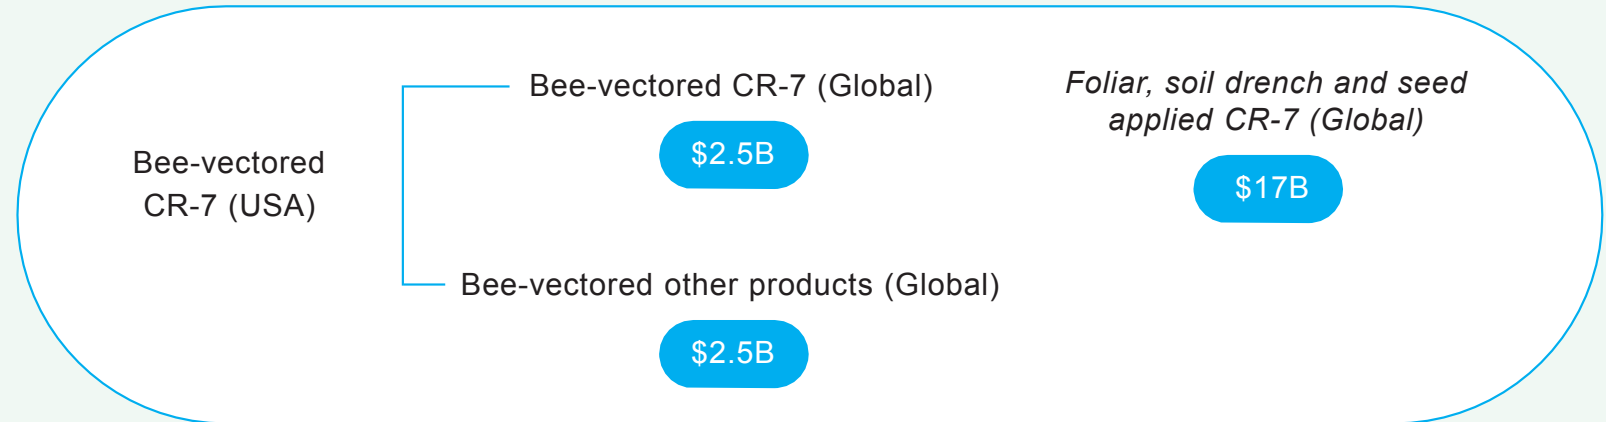 Bee-vectored
CR-7 (USA)
Bee-vectored CR-7 (Global)
$2.5B
Bee-vectored other products (Global)
$2.5B
Foliar, soil drench and seed
applied CR-7 (Global)
$17B